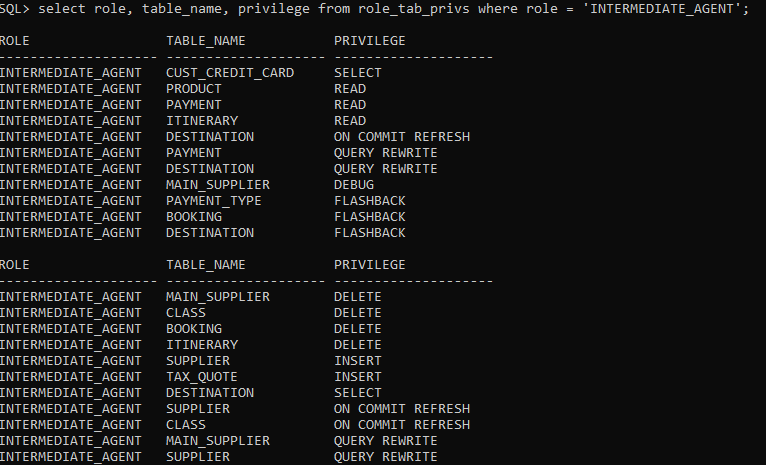 SQL> select role, table_name, privilege from role_tab_privs where role = 'INTERMEDIATE_AGENT';
ROLE TABLE_NAME PRIVILEGE
-------------------- -------------------- --------------------
INTERMEDIATE_AGENT CUST_CREDIT_CARD SELECT
INTERMEDIATE_AGENT PRODUCT READ
INTERMEDIATE_AGENT PAYMENT READ
INTERMEDIATE_AGENT ITINERARY READ
INTERMEDIATE_AGENT DESTINATION ON COMMIT REFRESH
INTERMEDIATE_AGENT PAYMENT QUERY REWRITE
INTERMEDIATE_AGENT DESTINATION QUERY REWRITE
INTERMEDIATE_AGENT MAIN_SUPPLIER DEBUG
INTERMEDIATE_AGENT PAYMENT_TYPE FLASHBACK
INTERMEDIATE_AGENT BOOKING FLASHBACK
INTERMEDIATE_AGENT DESTINATION FLASHBACK
ROLE TABLE_NAME PRIVILEGE
-------------------- -------------------- --------------------
INTERMEDIATE_AGENT MAIN_SUPPLIER DELETE
INTERMEDIATE_AGENT CLASS DELETE
INTERMEDIATE_AGENT BOOKING DELETE
INTERMEDIATE_AGENT ITINERARY DELETE
INTERMEDIATE_AGENT SUPPLIER INSERT
INTERMEDIATE_AGENT TAX_QUOTE INSERT
INTERMEDIATE_AGENT DESTINATION SELECT
INTERMEDIATE_AGENT SUPPLIER ON COMMIT REFRESH
INTERMEDIATE_AGENT CLASS ON COMMIT REFRESH
INTERMEDIATE_AGENT MAIN_SUPPLIER QUERY REWRITE
INTERMEDIATE_AGENT SUPPLIER QUERY REWRITE